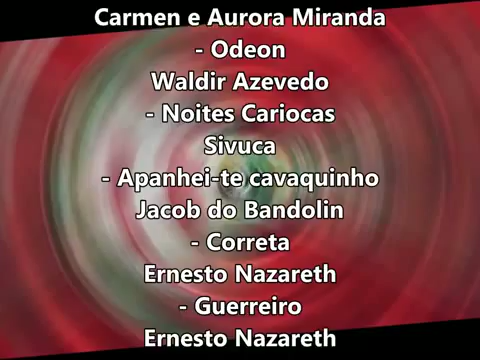 Carmen e Aurora Miranda
- Odeon
Waldir Azevedo
- Noites Cariocas
Sivuca
- Apanhei-te cavaquinho
Jacob do Bandolin
- Correta
Ernesto Nazareth
- Guerreiro
Ernesto Nazareth